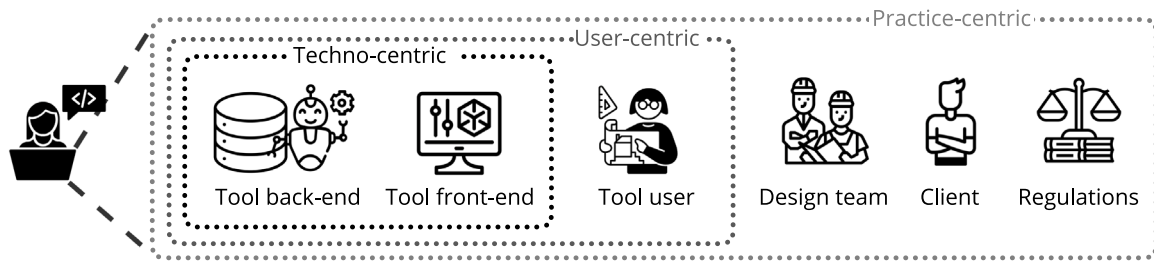 Practice-centric
User-centric
Techno-centric
</>
Tool back-end
Tool front-end
Tool user
Design team
Client
Regulations